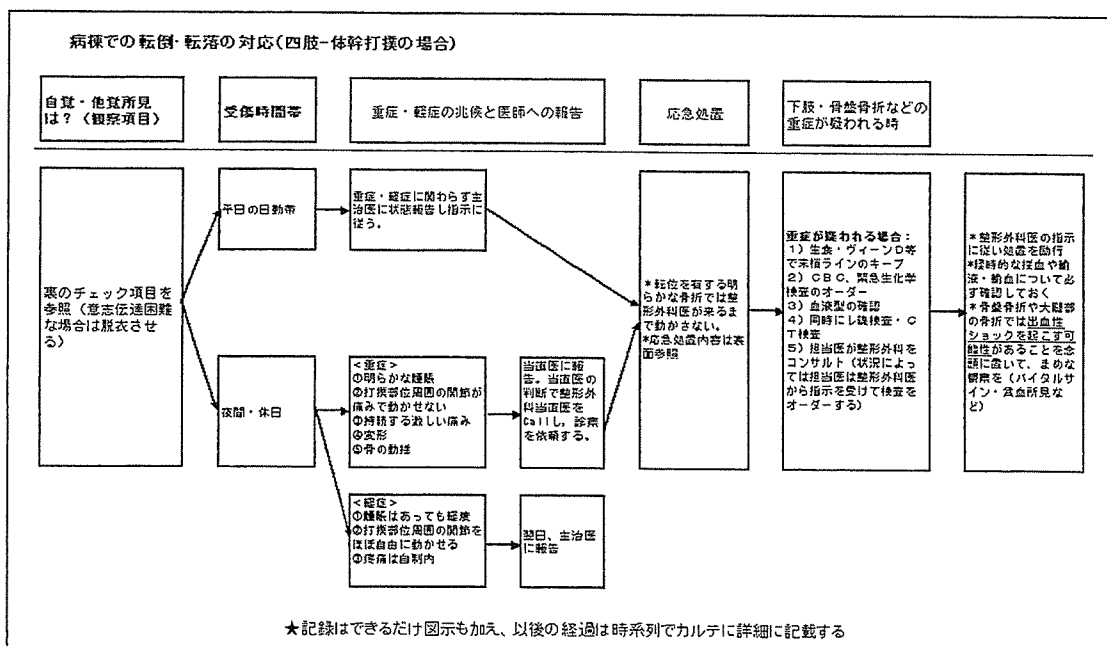 病棟での転倒・転落の対応(四肢-体幹打撲の場合)
自覚・他覚所見
は？（観察項目）
受傷時間帯
重症・軽症の兆候と医師への報告
応急処置
下肢・骨盤骨折などの
重症が疑われる時
裏のチェック項目を
参照（意志伝達困難
な場合は脱衣させ
る）
平日の日勤帯
重症・軽症に関わらず主
治医に状態報告し指示に
従う。
夜間・休日
＜重症＞
①明らかな腫脹
②打撲部位周囲の関節が
痛みで動かせない
③持続する激しい痛み
④変形
⑤骨の動揺
当直医に報
告。当直医の
判断で整形外
科当直医を
Callし，診察
を依頼する。
＜軽症＞
①腫脹はあっても軽度
②打撲部位周囲の関節を
ほぼ自由に動かせる
③疼痛は自制内
翌日、主治医
に報告
＊転位を有する明
らかな骨折では整
形外科医が来るま
で動かさない。
*応急処置内容は表
面参照
重症が疑われる場合：
１）生食・ヴィーンD等
で末梢ラインのキープ
２）CBC、緊急生化学
検査のオーダー
３）血液型の確認
４）同時にレ線検査・C
T検査
５）担当医が整形外科を
コンサルト（状況によっ
ては担当医は整形外科医
から指示を受けて検査を
オーダーする）
＊整形外科医の指示
に従い処置を励行
*経時的な採血や輸
液・輸血について必
ず確認しておく
＊骨盤骨折や大腿部
の骨折では出血性
ショックを起こす可
能性があることを念
頭に置いて、まめな
観察を（バイタルサ
イン・貧血所見な
ど）
★記録はできるだけ図示も加え、以後の経過は時系列でカルテに詳細に記載する